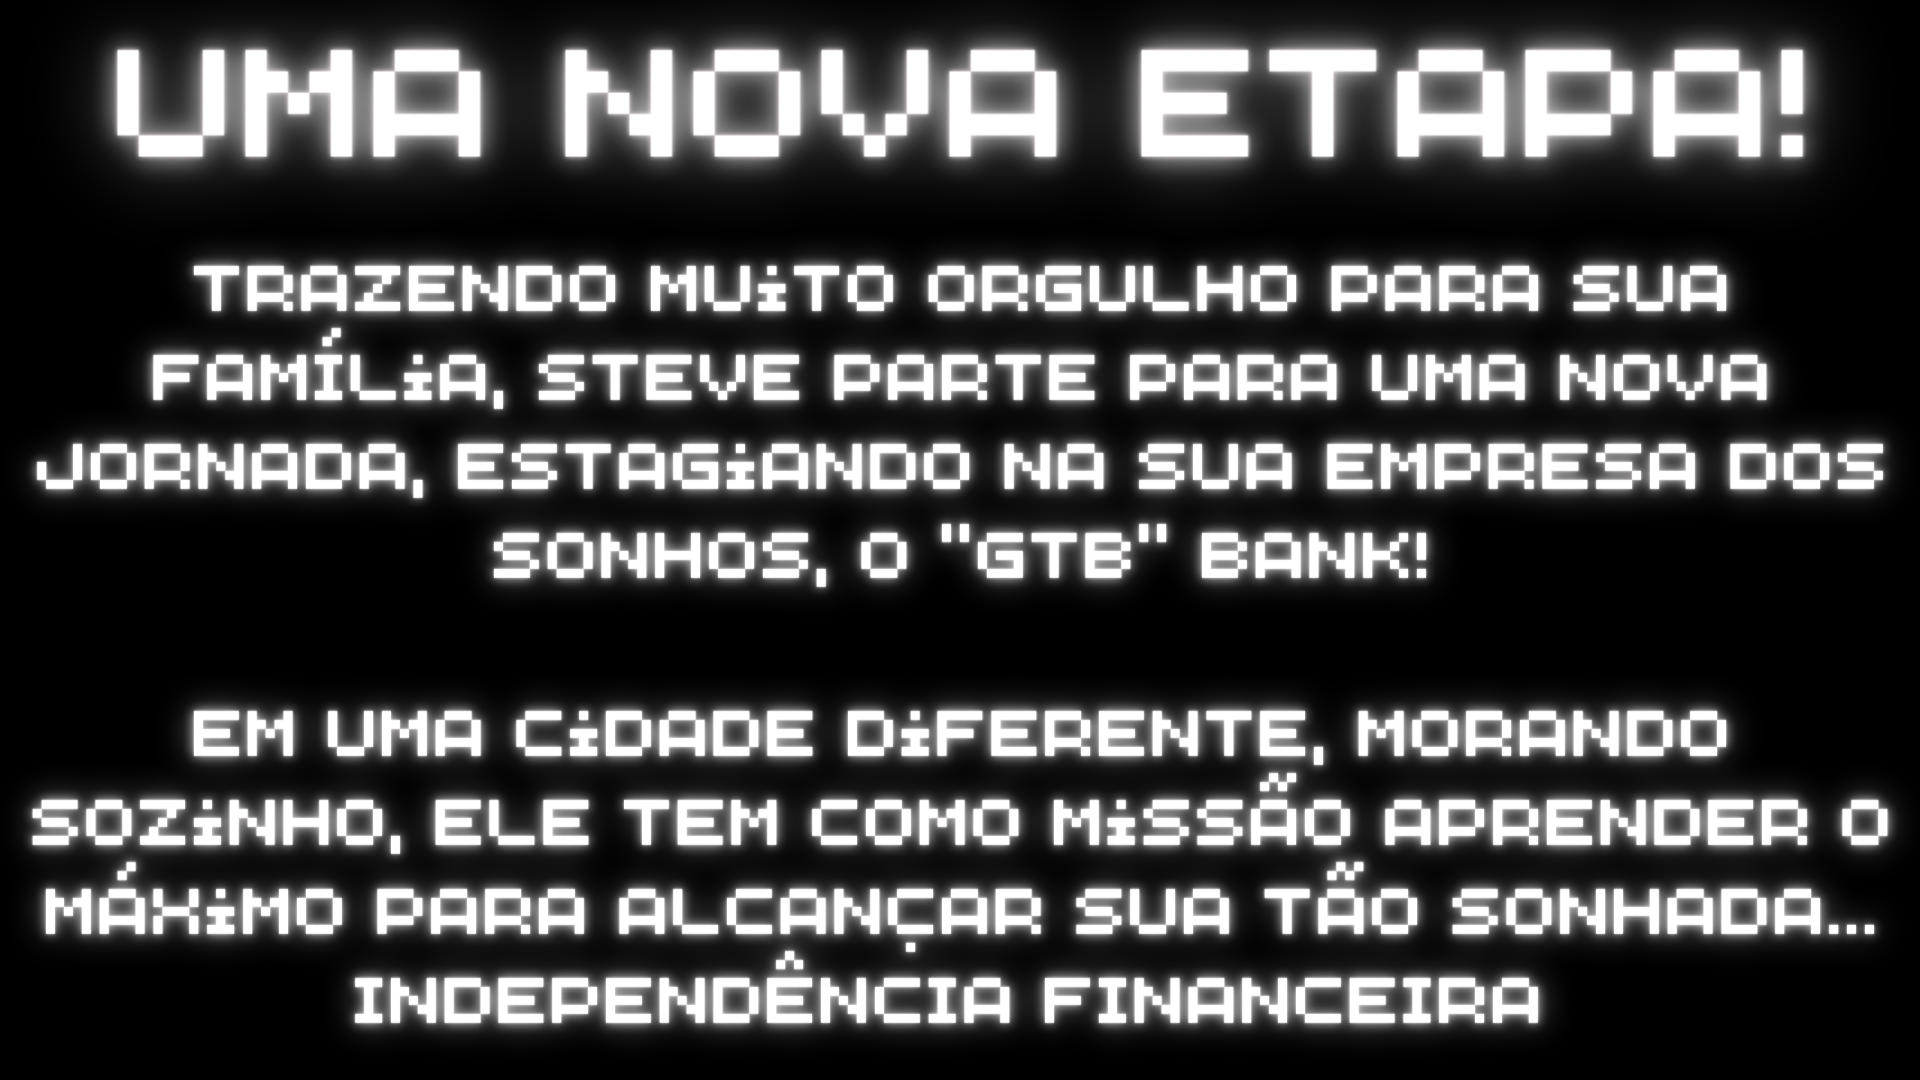 UMA NOVA ETAPA!
TRAZENDO MUiTO ORGULHO PARA SUA
FAMÍLiA, STEVE PARTE PARA UMA NOVA
JORNADA, ESTAGiANDO NA SUA EMPRESA DOS
SONHOS, O "GTB" BANK!
EM UMA CiDADE DiFERENTE, MORANDO
SOZiNHO, ELE TEM COMO MiSSÃO APRENDER O
MÁXiMO PARA ALCANÇAR SUA TÃO SONHADA...
INDEPENDÊNCIA FINANCEIRA